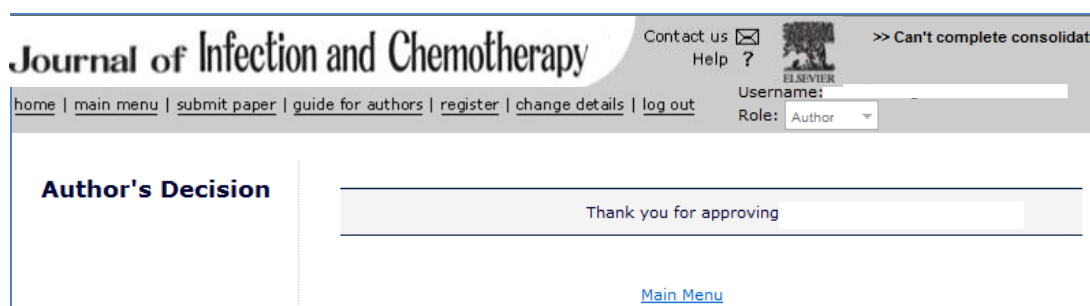 Journal of Infection and Chemotherapy
Contact us
Help ?
ELSEVIER
>> Can't complete consolidat
home | main menu | submit paper | guide for authors | register | change details | log out
Username:
Role: Author
Author's Decision
Thank you for approving
Main Menu